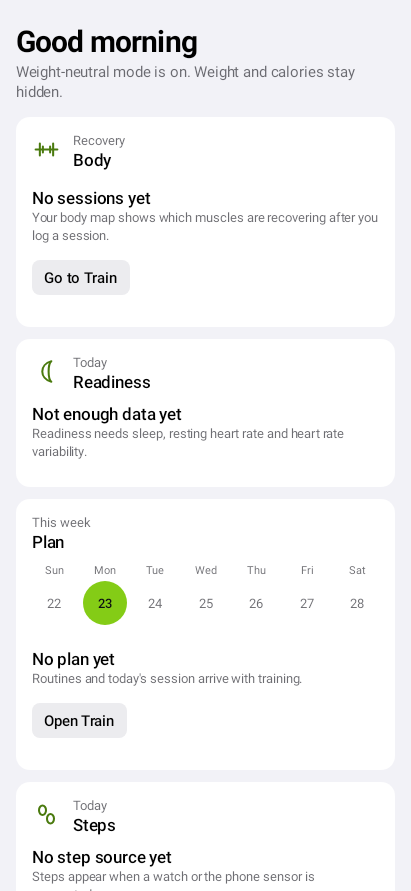 Good morning
Weight-neutral mode is on. Weight and calories stay
hidden.
Recovery
Body
No sessions yet
Your body map shows which muscles are recovering after you
log a session.
Go to Train
Today
Readiness
Not enough data yet
Readiness needs sleep, resting heart rate and heart rate
variability.
This week
Plan
Sun Mon Tue Wed Thu Fri Sat
22 23 24 25 26 27 28
No plan yet
Routines and today's session arrive with training.
Open Train
Today
Steps
No step source yet
Steps appear when a watch or the phone sensor is